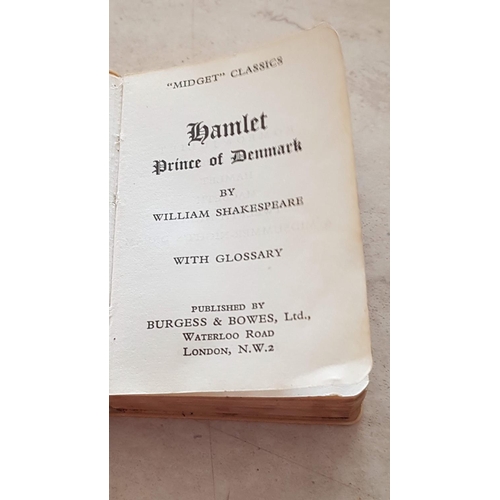 "MIDGET" CLASSICS
Hamlet
Prince of Denmark
BY
WILLIAM SHAKESPEARE
WITH GLOSSARY
PUBLISHED BY
BURGESS & BOWES, Ltd.,
WATERLOO ROAD
LONDON, N.W.2